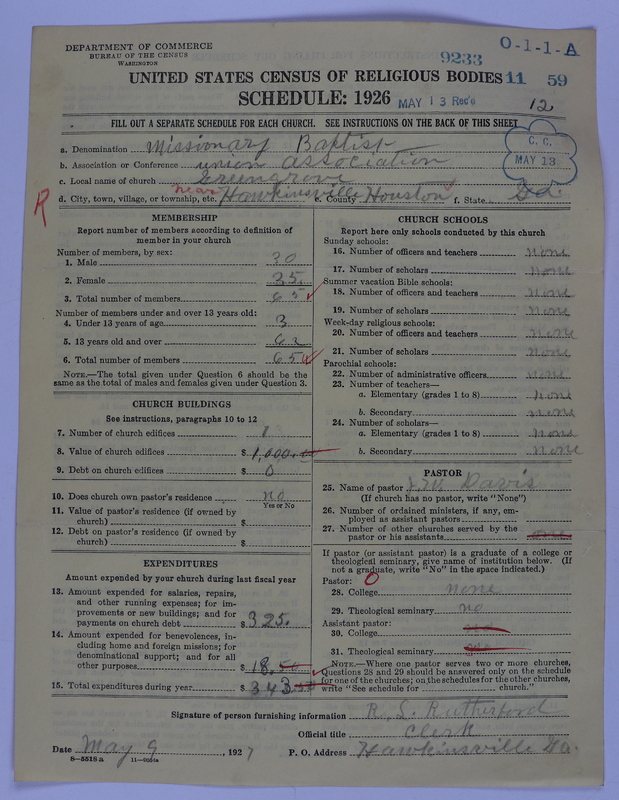 DEPARTMENT OF COMMERCE
BUREAU OF THE CENSUS
WASHINGTON
9233
O-1-1-A
UNITED STATES CENSUS OF RELIGIOUS BODIES 11 59
SCHEDULE: 1926 MAY 13 Rec'd 12
FILL OUT A SEPARATE SCHEDULE FOR EACH CHURCH. SEE INSTRUCTIONS ON THE BACK OF THIS SHEET
C. C.
MAY 13
a. Denomination Missionary Baptist
b. Association or Conference union association
c. Local name of church Greengrove
d. City, town, village, or township, etc. near Hawkinsville e. County Houston f. State Ga.
R
MEMBERSHIP
Report number of members according to definition of
member in your church
Number of members, by sex:
1. Male 30
2. Female 35.
3. Total number of members 65
Number of members under and over 13 years old:
4. Under 13 years of age 3
5. 13 years old and over 62
6. Total number of members 65
NOTE.—The total given under Question 6 should be
same as the total of males and females given under Question 3.
CHURCH BUILDINGS
See instructions, paragraphs 10 to 12
7. Number of church edifices 1
8. Value of church edifices $ 1,000.00
9. Debt on church edifices $ 0
10. Does church own pastor's residence no
Yes or No
11. Value of pastor's residence (if owned by
church) $
12. Debt on pastor's residence (if owned by
church) $
EXPENDITURES
Amount expended by your church during last fiscal year
13. Amount expended for salaries, repairs,
and other running expenses; for im-
provements or new buildings; and for
payments on church debt $ 325.
14. Amount expended for benevolences, in-
cluding home and foreign missions; for
denominational support; and for all
other purposes $ 18.50
15. Total expenditures during year $ 343.50
CHURCH SCHOOLS
Report here only schools conducted by this church
Sunday schools:
16. Number of officers and teachers none
17. Number of scholars none
Summer vacation Bible schools:
18. Number of officers and teachers none
19. Number of scholars none
Week-day religious schools:
20. Number of officers and teachers none
21. Number of scholars none
Parochial schools:
22. Number of administrative officers none
23. Number of teachers—
a. Elementary (grades 1 to 8) none
b. Secondary none
24. Number of scholars—
a. Elementary (grades 1 to 8) none
b. Secondary none
PASTOR
25. Name of pastor Davis
(If church has no pastor, write "None")
26. Number of ordained ministers, if any, em-
ployed as assistant pastors
27. Number of other churches served by the
pastor or his assistants
If pastor (or assistant pastor) is a graduate of a college or
theological seminary, give name of institution below. (If
not a graduate, write "No" in the space indicated.)
Pastor: 0
28. College none
29. Theological seminary no
Assistant pastor:
30. College no
31. Theological seminary
NOTE.—Where one pastor serves two or more churches,
Questions 28 and 29 should be answered only on the schedule
for one of the churches; on the schedules for the other churches,
write "See schedule for church."
Signature of person furnishing information R. L. Rutherford
Official title Clerk
Date May 9, 1927 P. O. Address Hawkinsville Ga.
8-5518 a